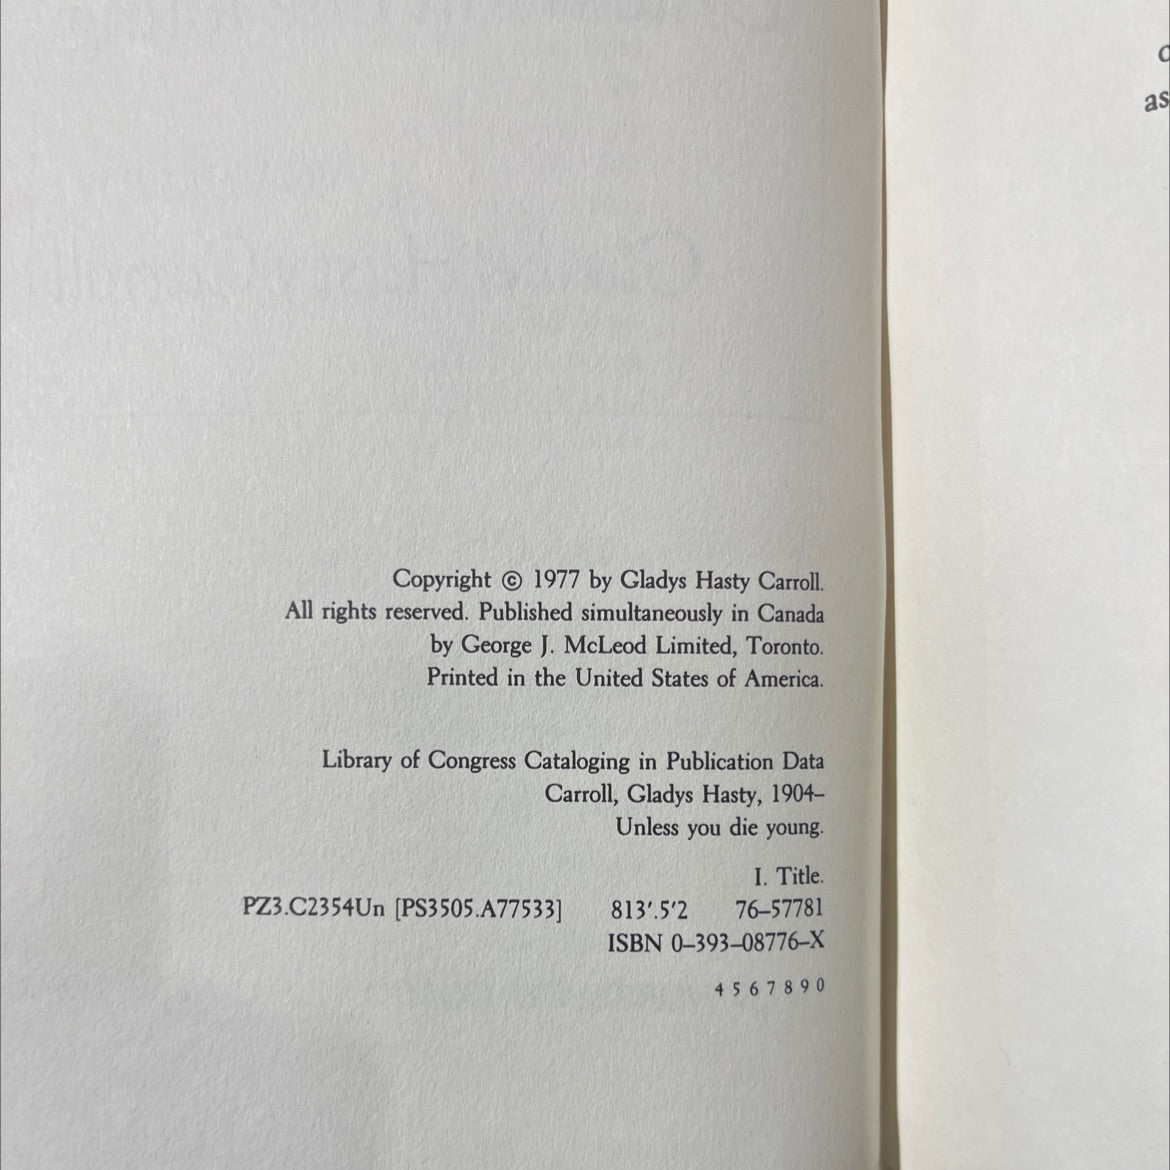 Copyright © 1977 by Gladys Hasty Carroll.
All rights reserved. Published simultaneously in Canada
by George J. McLeod Limited, Toronto.
Printed in the United States of America.
Library of Congress Cataloging in Publication Data
Carroll, Gladys Hasty, 1904–
Unless you die young.
I. Title.
PZ3.C2354Un [PS3505.A77533] 813'.5'2 76–57781
ISBN 0–393–08776–X
4 5 6 7 8 9 0
as